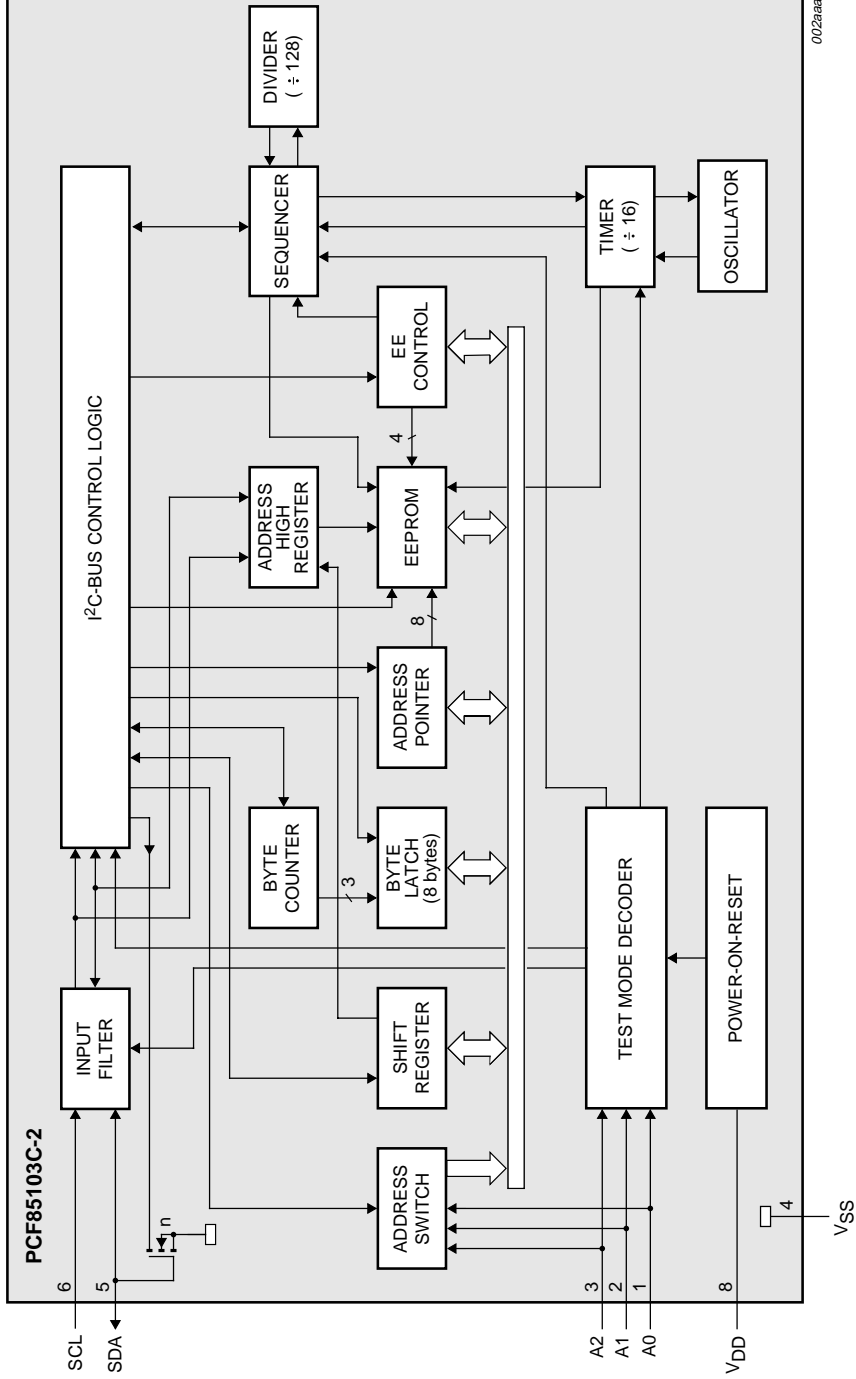 002aaa
PCF85103C-2
SCL
6
SDA
5
n
INPUT
FILTER
I²C-BUS CONTROL LOGIC
ADDRESS
HIGH
REGISTER
BYTE
COUNTER
3
SEQUENCER
DIVIDER
( ÷ 128)
ADDRESS
SWITCH
SHIFT
REGISTER
BYTE
LATCH
(8 bytes)
ADDRESS
POINTER
8
EEPROM
4
EE
CONTROL
A2
3
A1
2
A0
1
TEST MODE DECODER
TIMER
( ÷ 16)
VDD
8
POWER-ON-RESET
OSCILLATOR
4
VSS